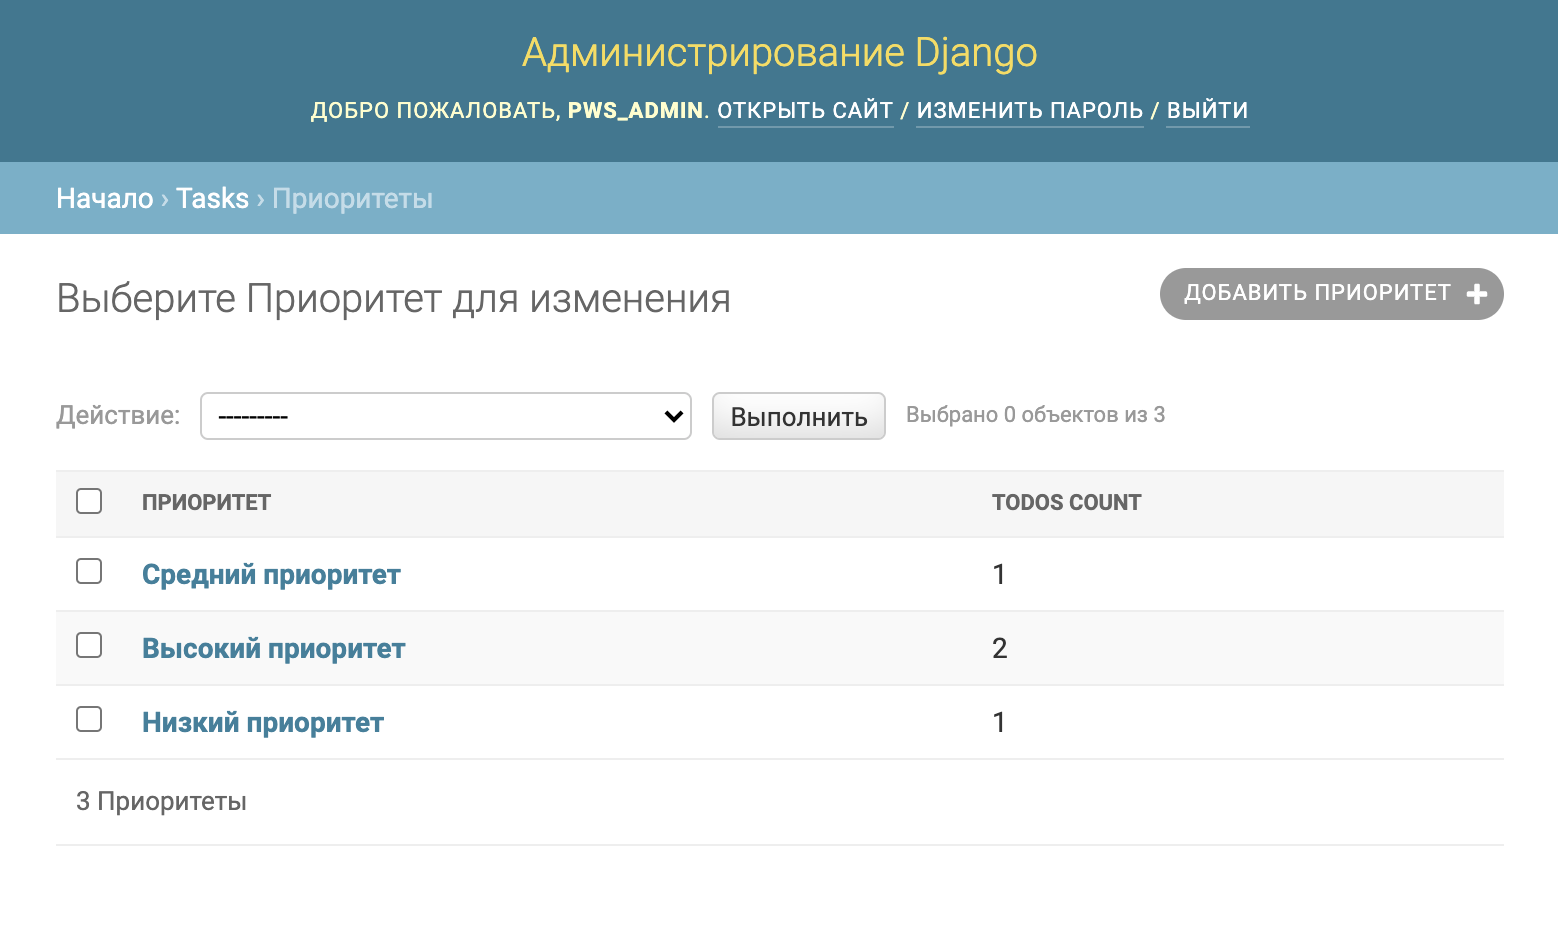 Администрирование Django
ДОБРО ПОЖАЛОВАТЬ, PWS_ADMIN. ОТКРЫТЬ САЙТ / ИЗМЕНИТЬ ПАРОЛЬ / ВЫЙТИ
Начало › Tasks › Приоритеты
Выберите Приоритет для изменения
ДОБАВИТЬ ПРИОРИТЕТ
Действие: --------- Выполнить Выбрано 0 объектов из 3
ПРИОРИТЕТ TODOS COUNT
Средний приоритет 1
Высокий приоритет 2
Низкий приоритет 1
3 Приоритеты